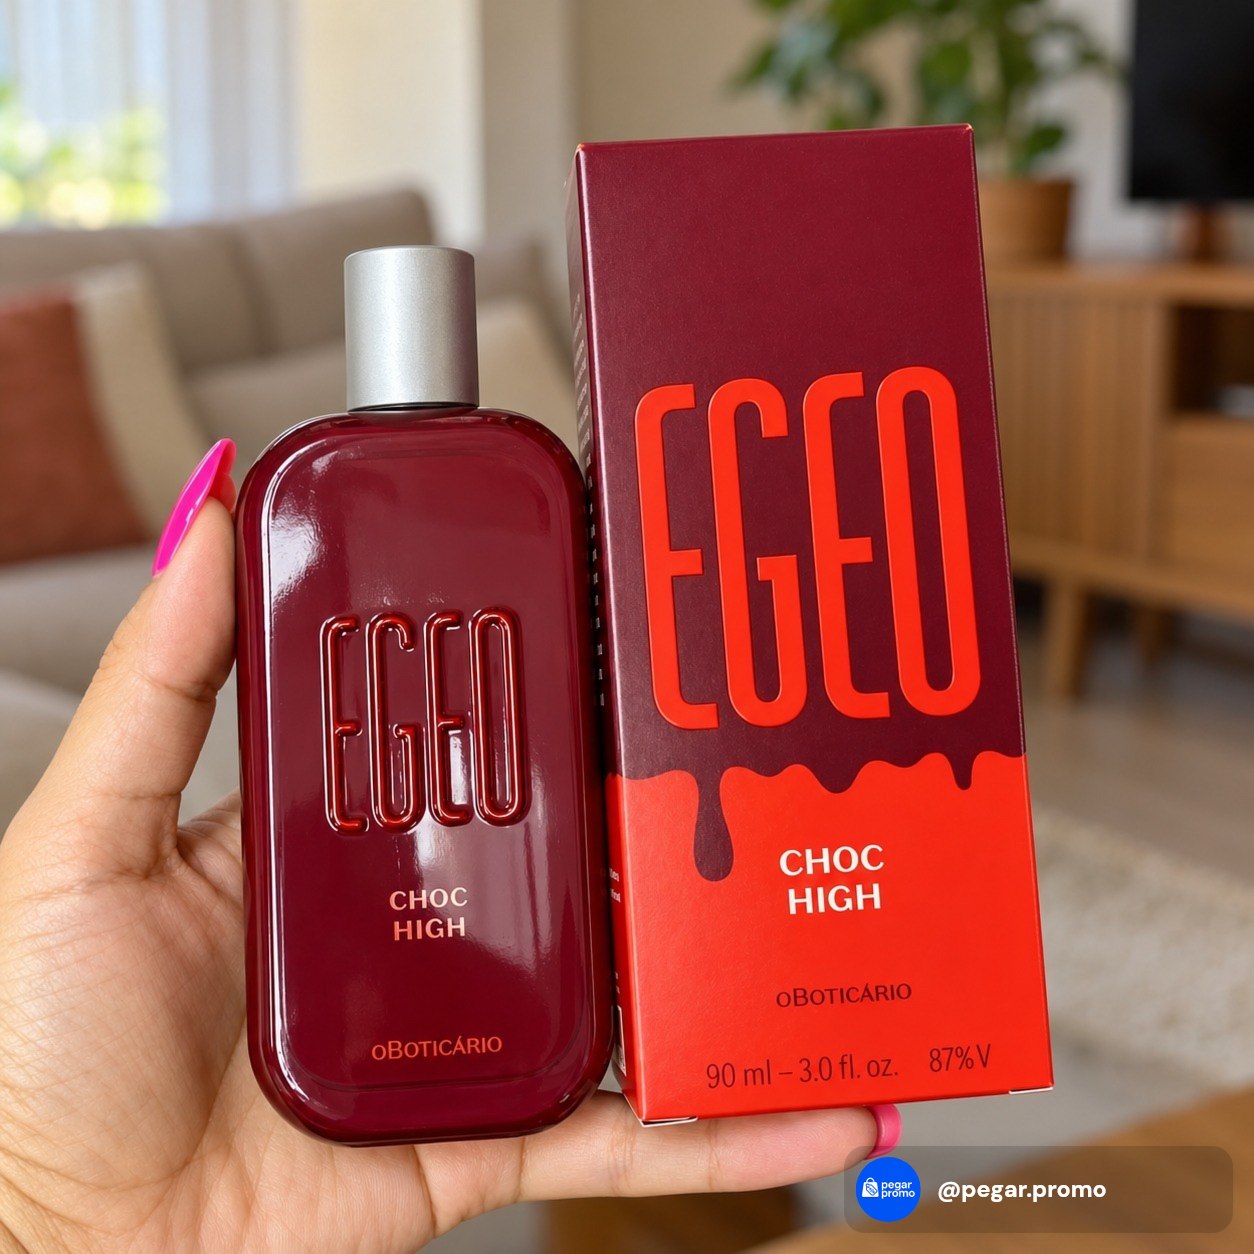 EGEO
CHOC
HIGH
oBOTICÁRIO
EGEO
CHOC
HIGH
oBOTICÁRIO
90 ml – 3.0 fl. oz. 87% V
pegar
promo
@pegar.promo